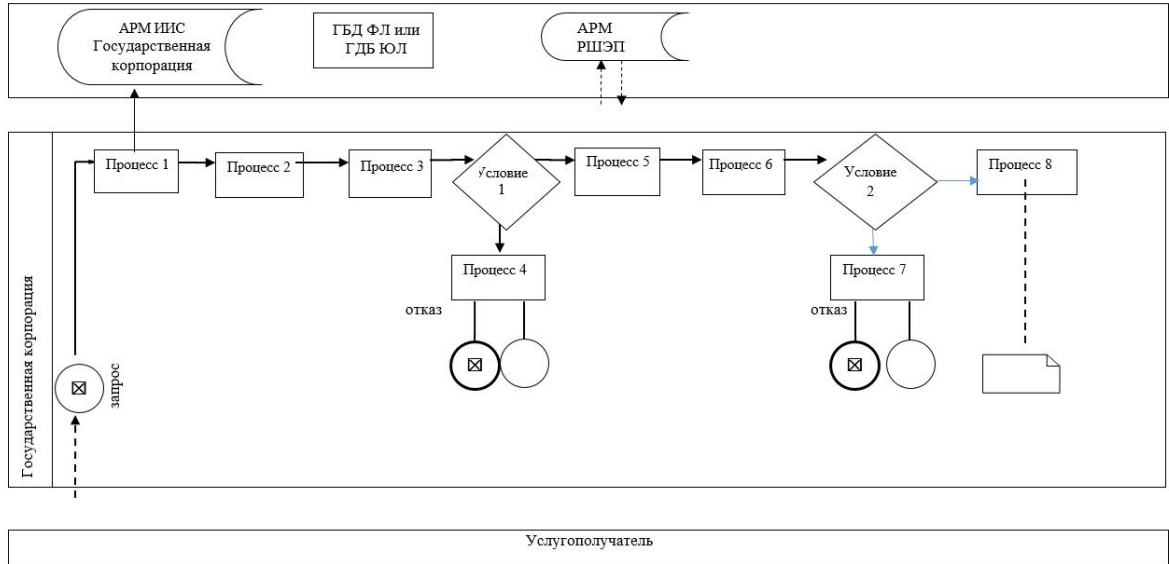 АРМ ИИС
Государственная
корпорация
ГБД ФЛ или
ГДБ ЮЛ
АРМ
РШЭП
Государственная корпорация
Процесс 1
Процесс 2
Процесс 3
Условие
1
Процесс 5
Процесс 6
Условие
2
Процесс 8
Процесс 4
Процесс 7
отказ
отказ
запрос
Услугополучатель